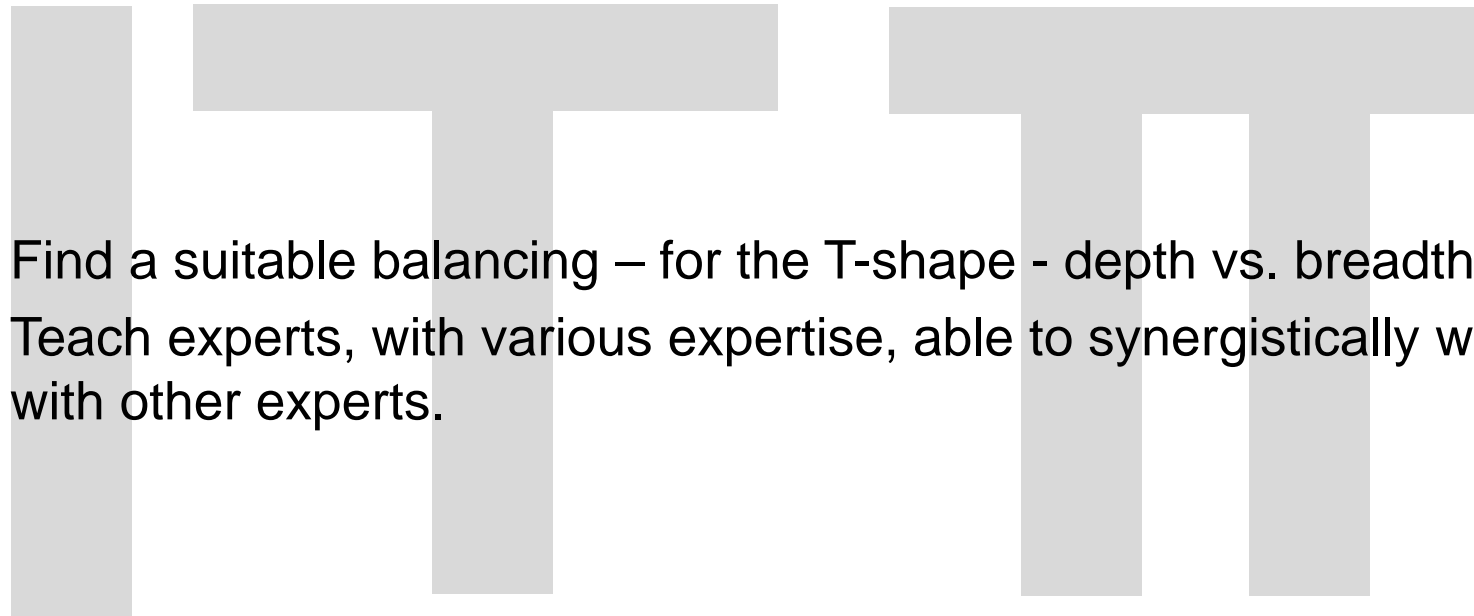 Find a suitable balancing – for the T-shape - depth vs. breadth
Teach experts, with various expertise, able to synergistically w
with other experts.